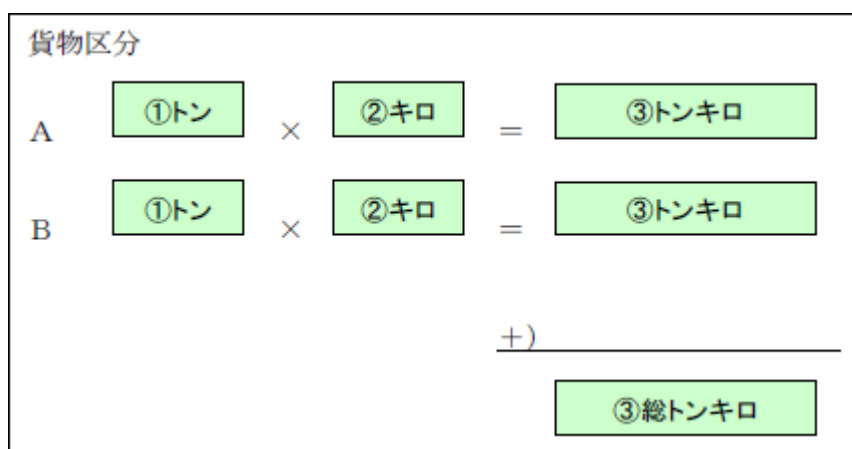 貨物区分
A ①トン × ②キロ = ③トンキロ
B ①トン × ②キロ = ③トンキロ
+)
③総トンキロ